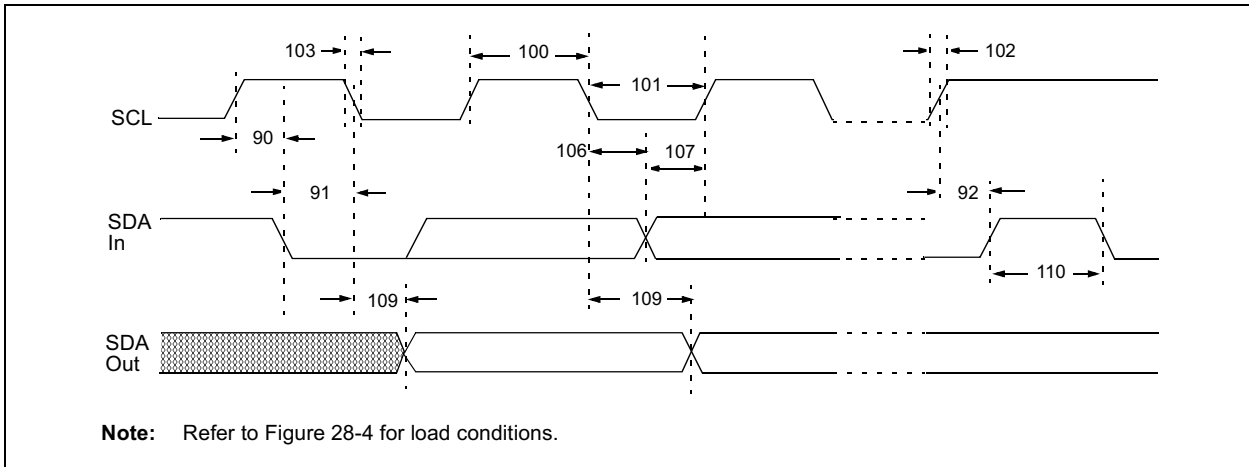 103
100
102
101
SCL
90
106
107
91
92
SDA
In
110
109
109
SDA
Out
Note: Refer to Figure 28-4 for load conditions.